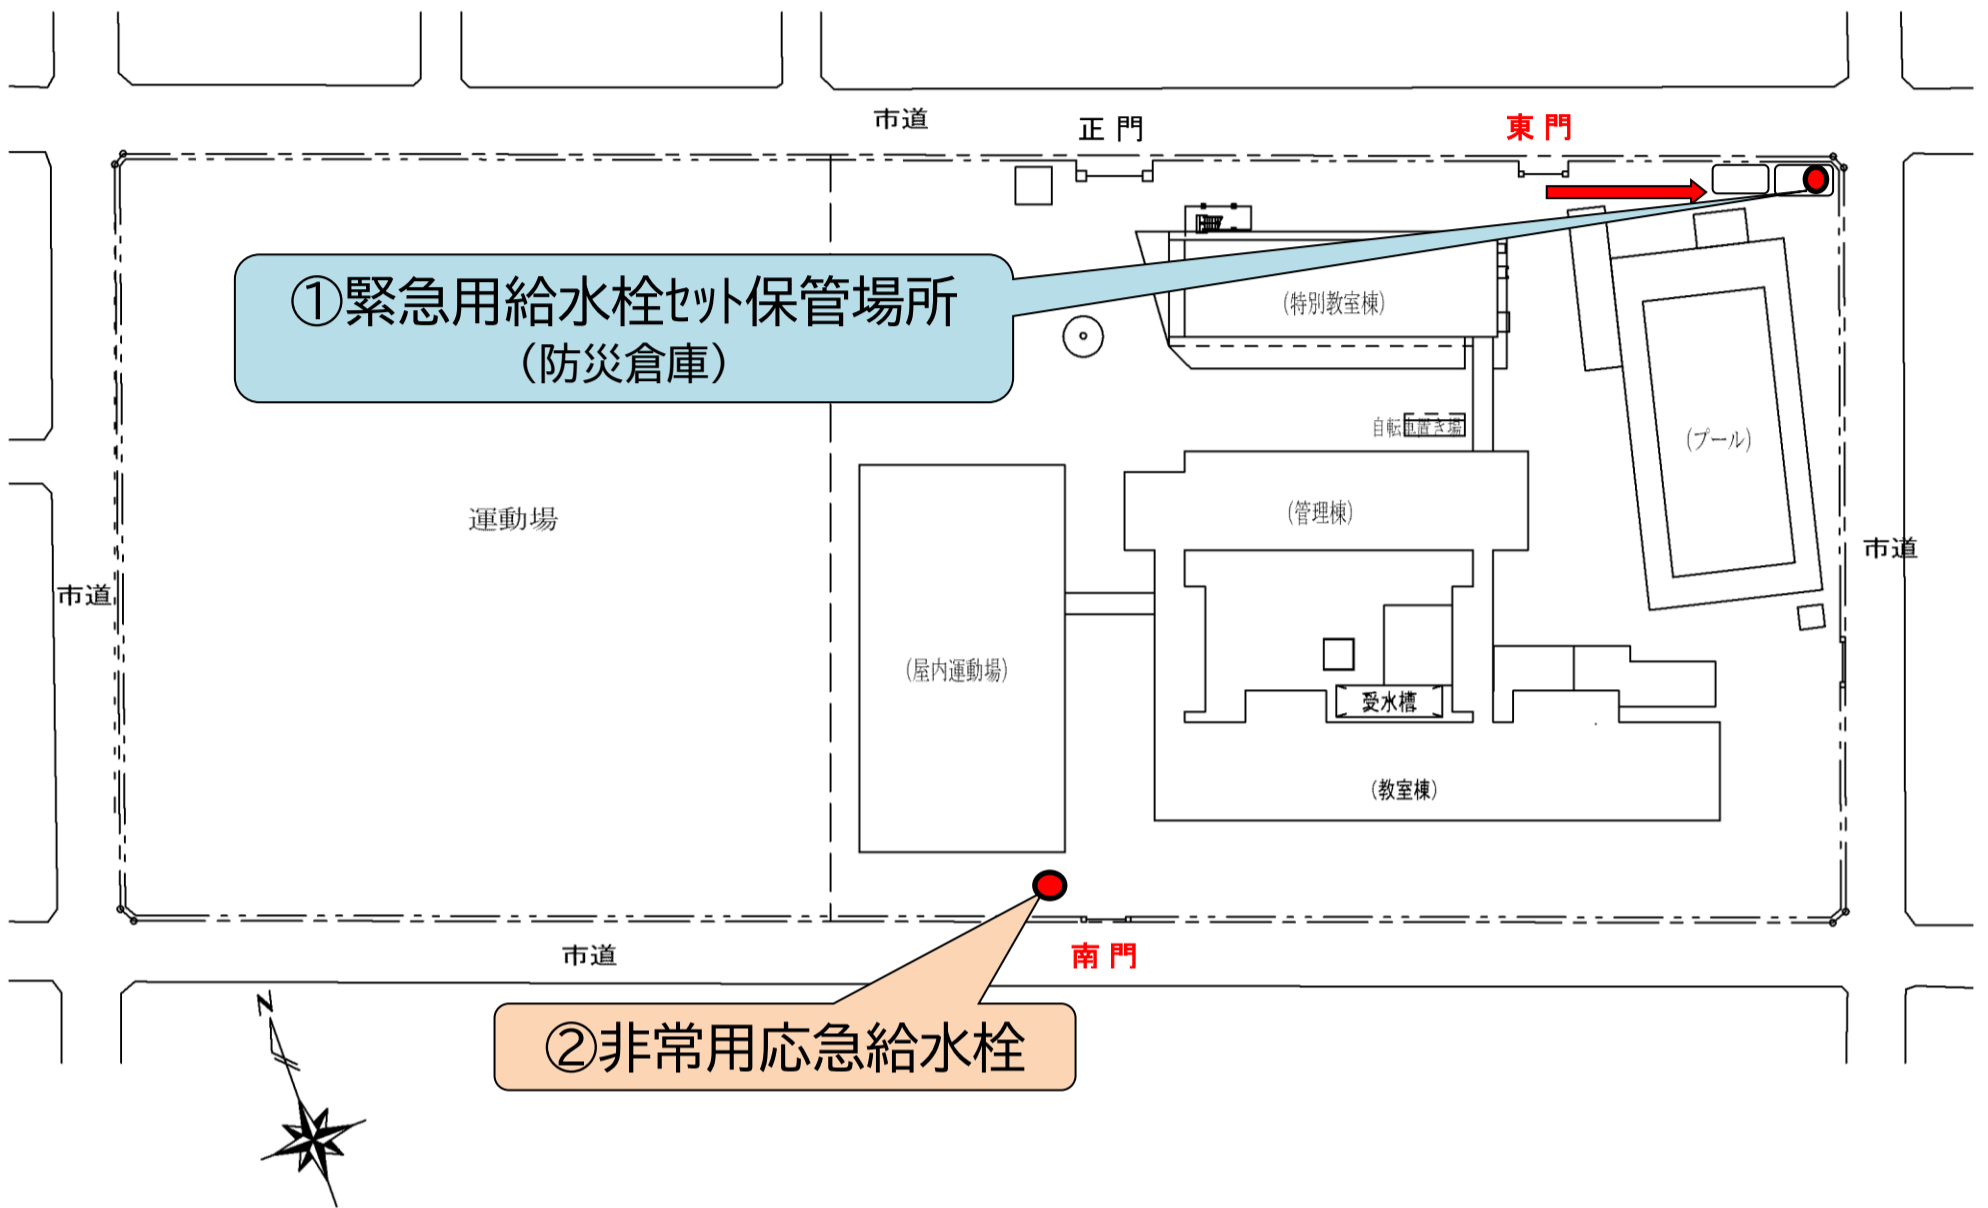 市道
正門
東門
①緊急用給水栓ｾｯﾄ保管場所
（防災倉庫）
(特別教室棟)
自転車置き場
(プール)
運動場
(管理棟)
市道
市道
(屋内運動場)
受水槽
(教室棟)
市道
南門
②非常用応急給水栓
N